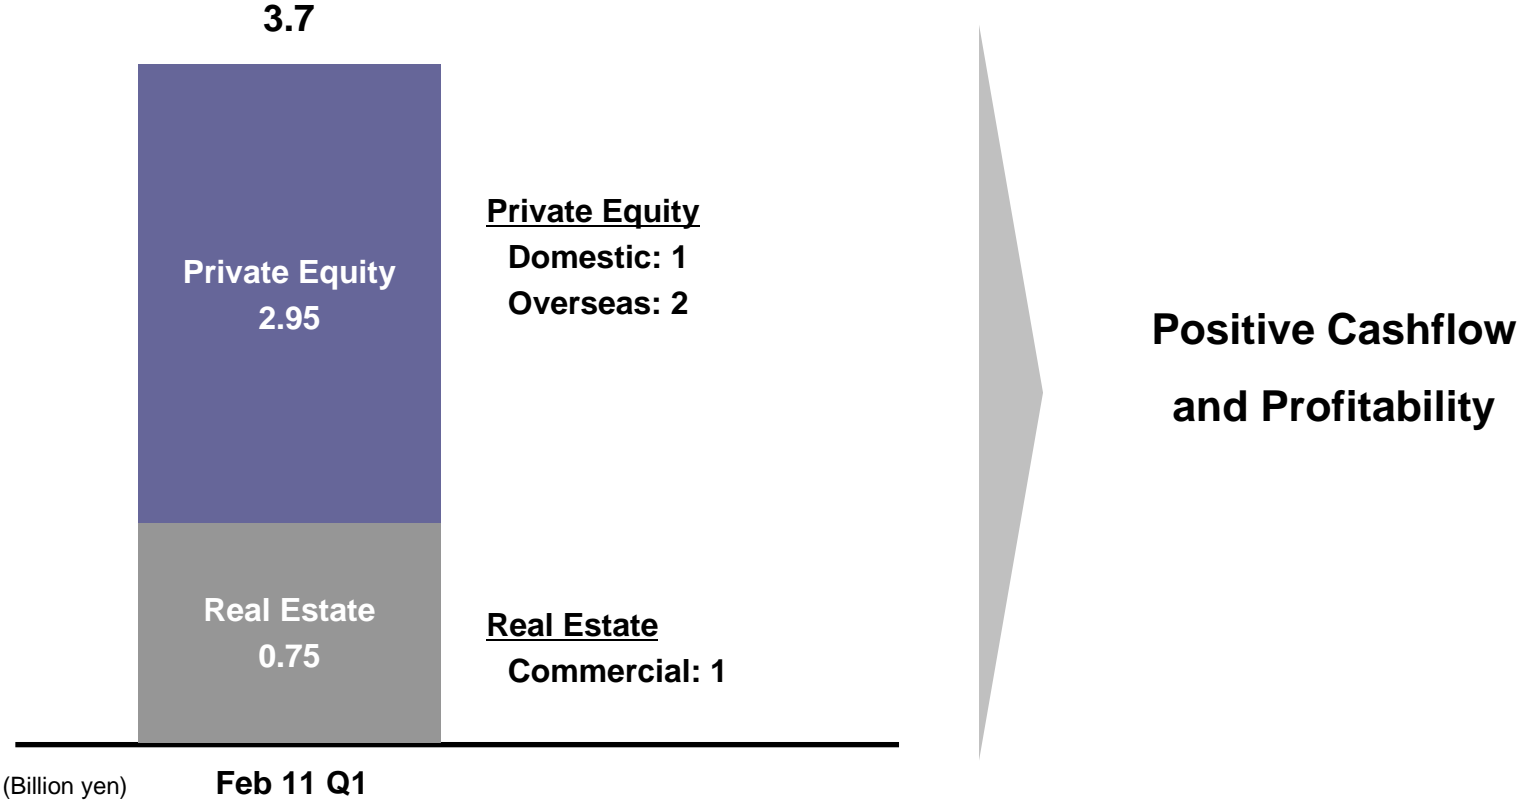 3.7
Private Equity
2.95
Private Equity
Domestic: 1
Overseas: 2
Real Estate
0.75
Real Estate
Commercial: 1
(Billion yen)
Feb 11 Q1
Positive Cashflow
and Profitability